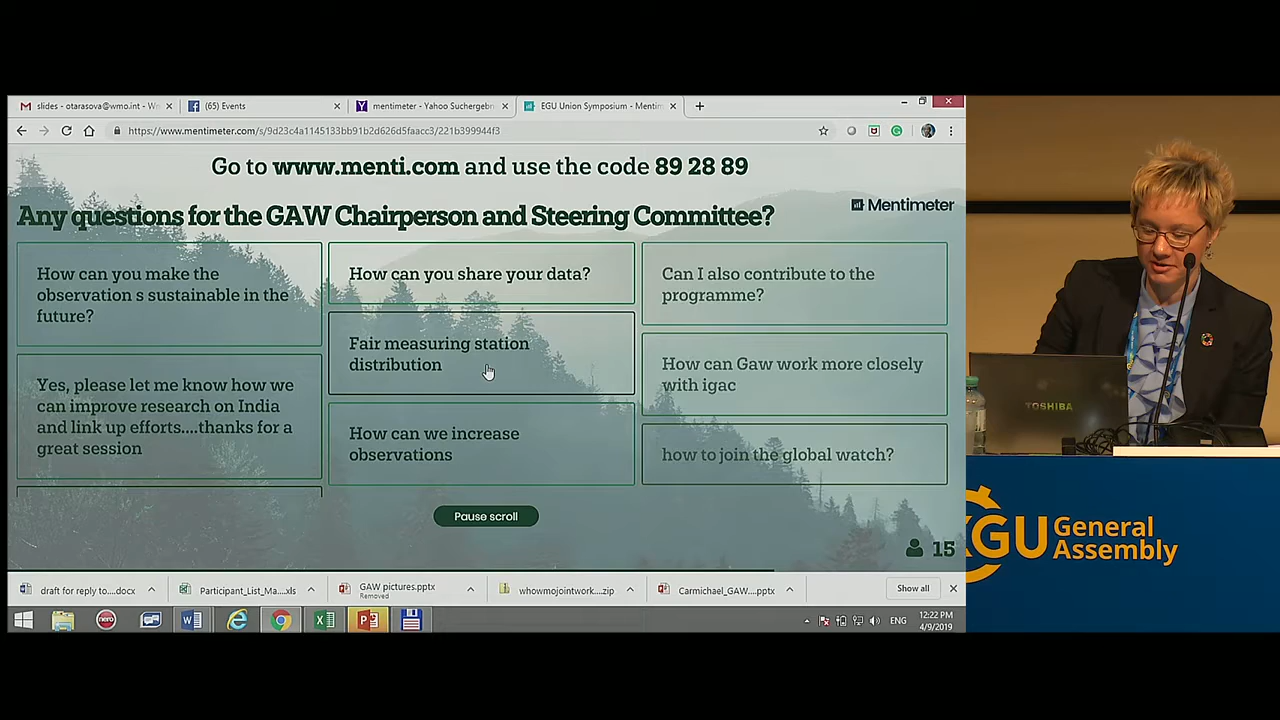 slides - otarasova@wmo.int - W
(65) Events
mentimeter - Yahoo Suchergebn
EGU Union Symposium - Mentim
https://www.mentimeter.com/s/9d23c4a1145133bb91b2d626d5faacc3/221b399944f3
Go to www.menti.com and use the code 89 28 89
Any questions for the GAW Chairperson and Steering Committee?
Mentimeter
How can you make the
observation s sustainable in the
future?
Yes, please let me know how we
can improve research on India
and link up efforts....thanks for a
great session
How can you share your data?
Fair measuring station
distribution
How can we increase
observations
Can I also contribute to the
programme?
How can Gaw work more closely
with igac
how to join the global watch?
Pause scroll
15
draft for reply to....docx
Participant_List_Ma....xls
GAW pictures.pptx
Removed
whowmojointwork....zip
Carmichael_GAW....pptx
Show all
nero
ENG
12:22 PM
4/9/2019
TOSHIBA
GU General
Assembly